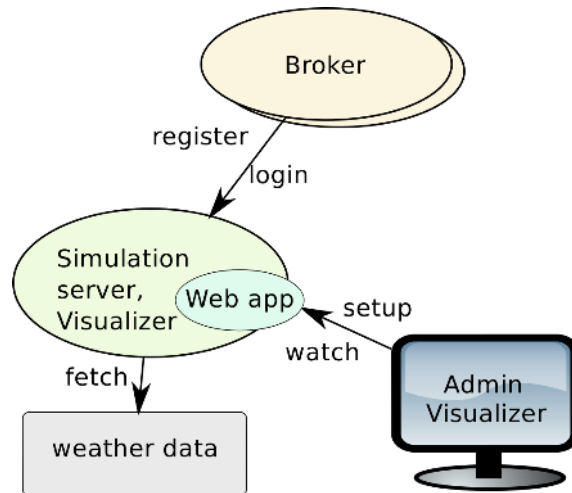 Broker
register
login
Simulation
server,
Visualizer
Web app
setup
watch
fetch
Admin
Visualizer
weather data